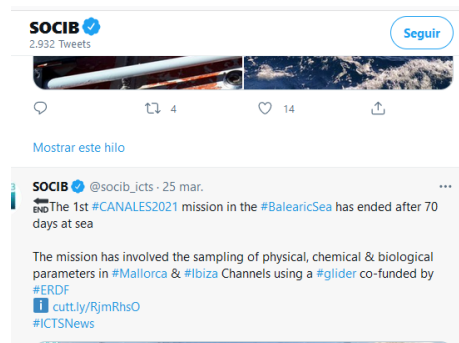 SOCIB
2.932 Tweets
Seguir
4
14
Mostrar este hilo
SOCIB @socib_icts · 25 mar.
🔚The 1st #CANALES2021 mission in the #BalearicSea has ended after 70
days at sea
The mission has involved the sampling of physical, chemical & biological
parameters in #Mallorca & #Ibiza Channels using a #glider co-funded by
#ERDF
ℹ️ cutt.ly/RjmRhsO
#ICTSNews